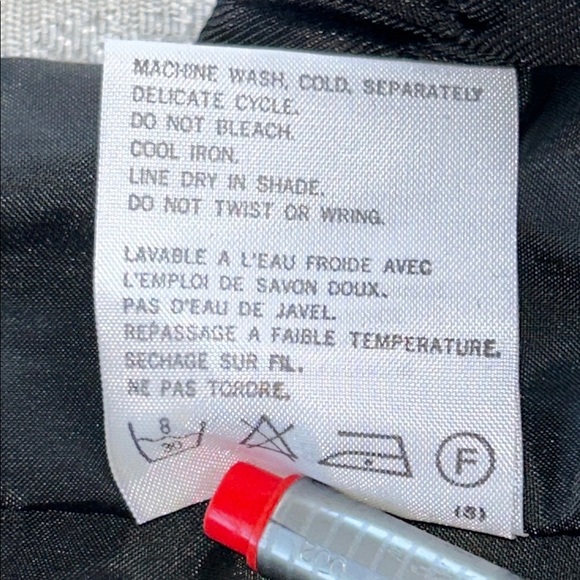 MACHINE WASH, COLD, SEPARATELY
DELICATE CYCLE.
DO NOT BLEACH.
COOL IRON.
LINE DRY IN SHADE.
DO NOT TWIST OR WRING.
LAVABLE A L'EAU FROIDE AVEC
L'EMPLOI DE SAVON DOUX.
PAS D'EAU DE JAVEL.
REPASSAGE A FAIBLE TEMPERATURE.
SECHAGE SUR FIL.
NE PAS TORDRE.
8
30
F
(S)